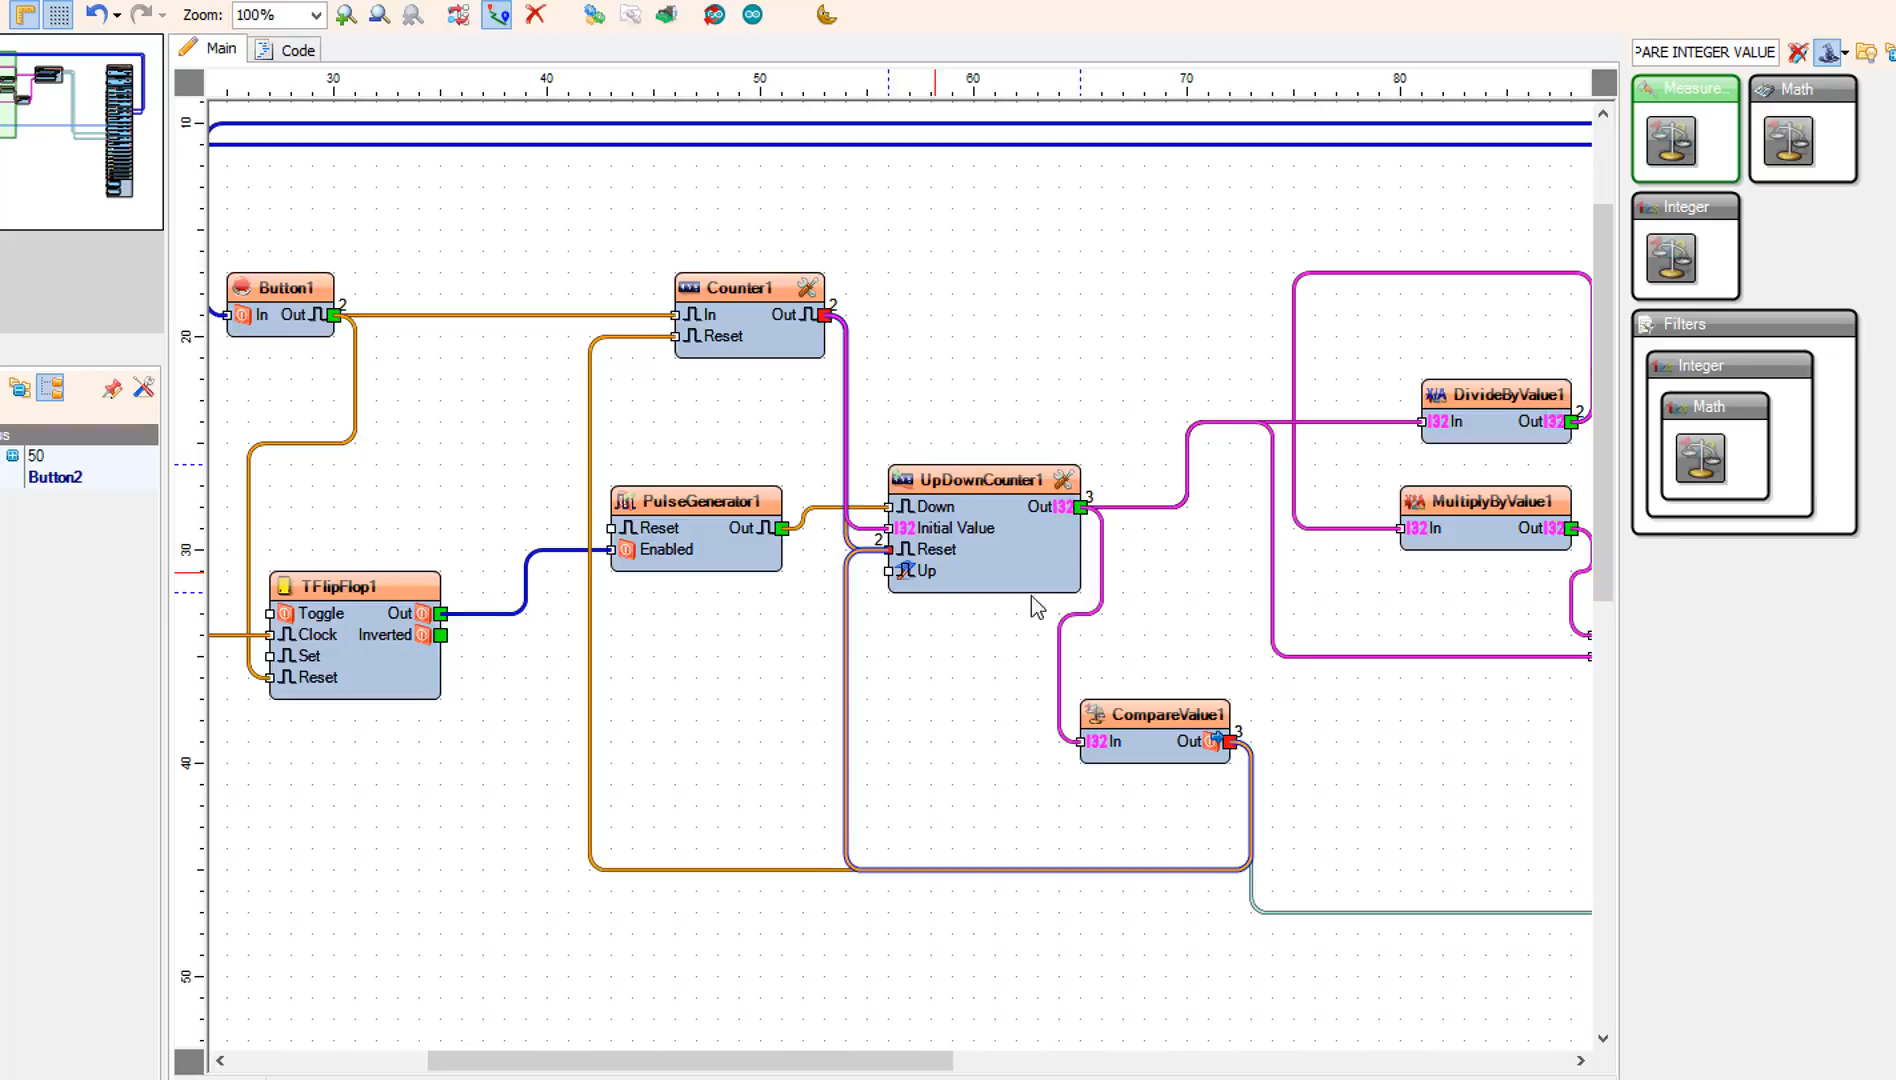 Zoom: 100%
Main
Code
PARE INTEGER VALUE
Measure...
Math
Integer
Filters
Integer
Math
30 40 50 60 70 80
10
20
30
40
50
50
Button2
Button1
In Out
2
Counter1
In Out
2
Reset
DivideByValue1
I32 In Out I32
2
UpDownCounter1
Down Out I32
3
I32 Initial Value
2
Reset
Up
PulseGenerator1
Reset Out
Enabled
MultiplyByValue1
I32 In Out I32
TFlipFlop1
Toggle Out
Clock Inverted
Set
Reset
CompareValue1
I32 In Out
3